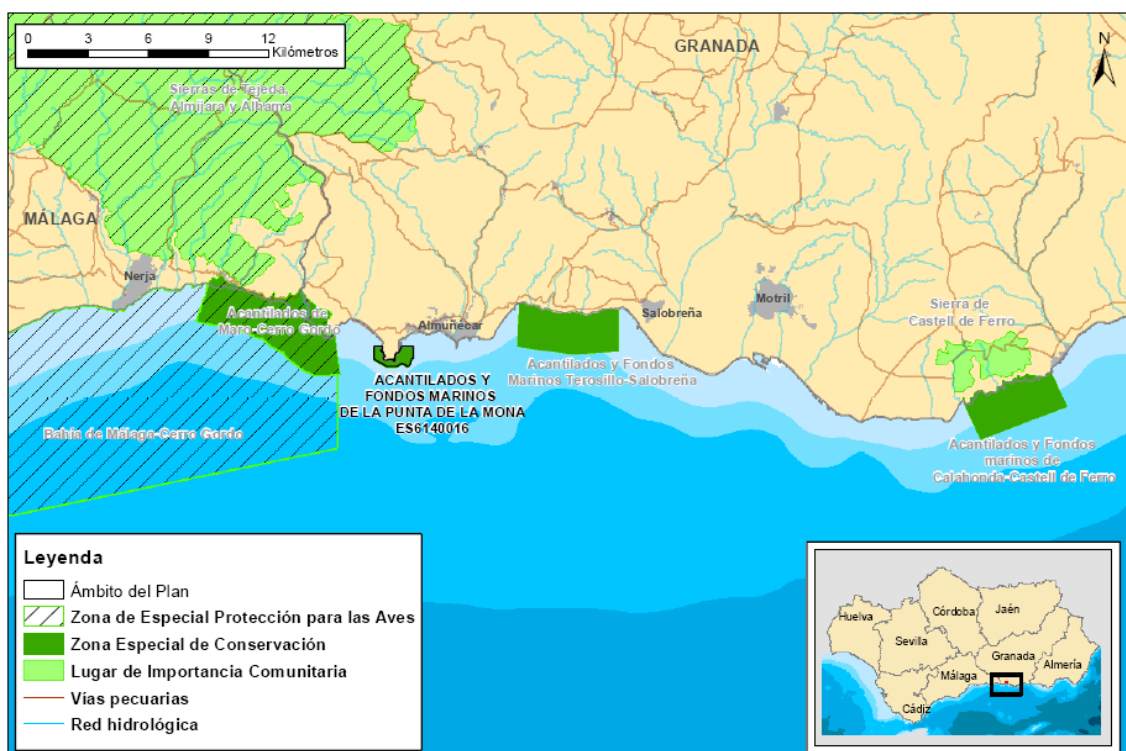 0 3 6 9 12
Kilómetros
N
GRANADA
Sierras de Tejeda,
Almijara y Alhama
MÁLAGA
Nerja
Acantilados de
Maro-Cerro Gordo
Almuñécar
Salobreña
Motril
Sierra de
Castell de Ferro
Acantilados y Fondos
Marinos Terosillo-Salobreña
ACANTILADOS Y
FONDOS MARINOS
DE LA PUNTA DE LA MONA
ES6140016
Bahía de Málaga-Cerro Gordo
Acantilados y Fondos
marinos de
Calahonda-Castell de Ferro
Leyenda
Ámbito del Plan
Zona de Especial Protección para las Aves
Zona Especial de Conservación
Lugar de Importancia Comunitaria
Vías pecuarias
Red hidrológica
Huelva
Sevilla
Córdoba
Jaén
Granada
Almería
Málaga
Cádiz